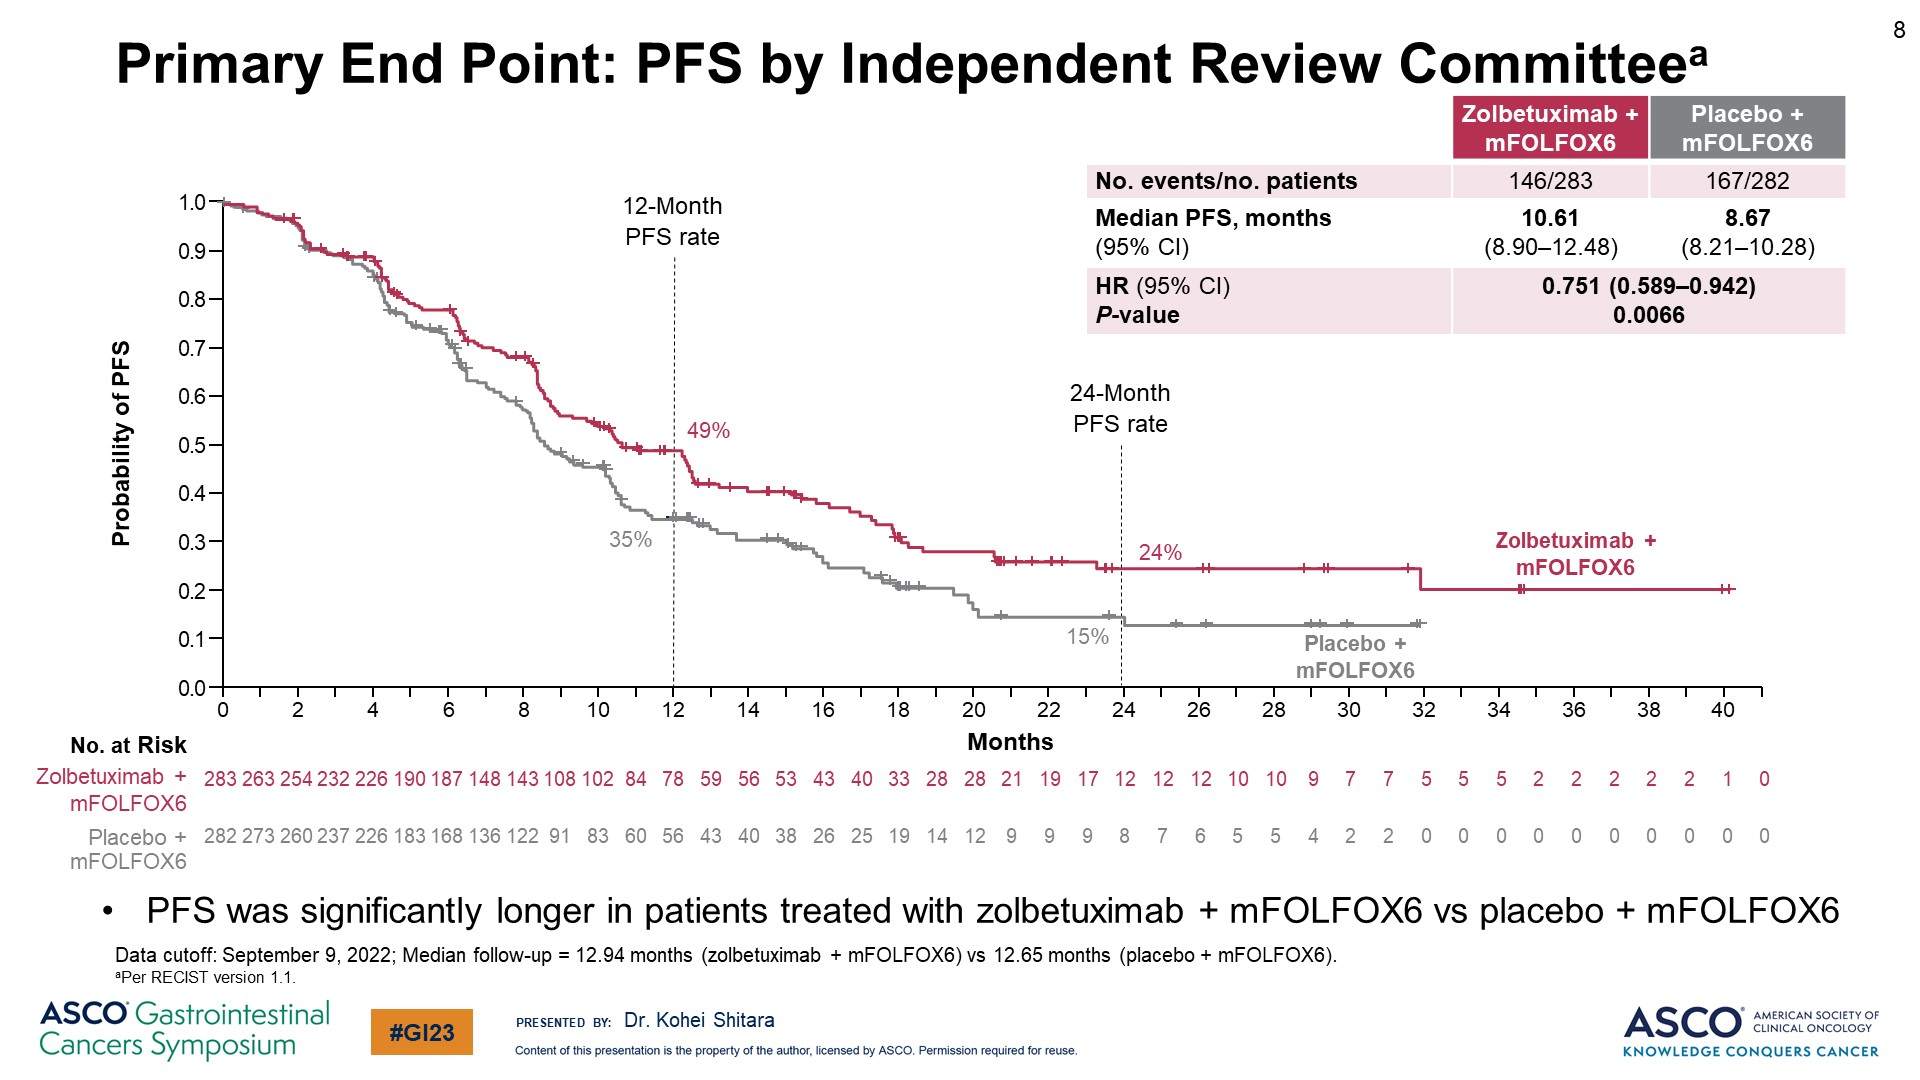 8
Primary End Point: PFS by Independent Review Committeeᵃ
Zolbetuximab + mFOLFOX6
Placebo + mFOLFOX6
No. events/no. patients 146/283 167/282
Median PFS, months 10.61 8.67
(95% CI) (8.90–12.48) (8.21–10.28)
HR (95% CI) 0.751 (0.589–0.942)
P-value 0.0066
Probability of PFS
1.0
0.9
0.8
0.7
0.6
0.5
0.4
0.3
0.2
0.1
0.0
12-Month
PFS rate
49%
35%
24-Month
PFS rate
24%
15%
Zolbetuximab +
mFOLFOX6
Placebo +
mFOLFOX6
0 2 4 6 8 10 12 14 16 18 20 22 24 26 28 30 32 34 36 38 40
Months
No. at Risk
Zolbetuximab +
mFOLFOX6
283 263 254 232 226 190 187 148 143 108 102 84 78 59 56 53 43 40 33 28 28 21 19 17 12 12 12 10 10 9 7 7 5 5 5 2 2 2 2 2 1 0
Placebo +
mFOLFOX6
282 273 260 237 226 183 168 136 122 91 83 60 56 43 40 38 26 25 19 14 12 9 9 9 8 7 6 5 5 4 2 2 0 0 0 0 0 0 0 0 0 0
• PFS was significantly longer in patients treated with zolbetuximab + mFOLFOX6 vs placebo + mFOLFOX6
Data cutoff: September 9, 2022; Median follow-up = 12.94 months (zolbetuximab + mFOLFOX6) vs 12.65 months (placebo + mFOLFOX6).
ᵃPer RECIST version 1.1.
ASCO® Gastrointestinal
Cancers Symposium
#GI23
PRESENTED BY: Dr. Kohei Shitara
Content of this presentation is the property of the author, licensed by ASCO. Permission required for reuse.
ASCO® AMERICAN SOCIETY OF
CLINICAL ONCOLOGY
KNOWLEDGE CONQUERS CANCER